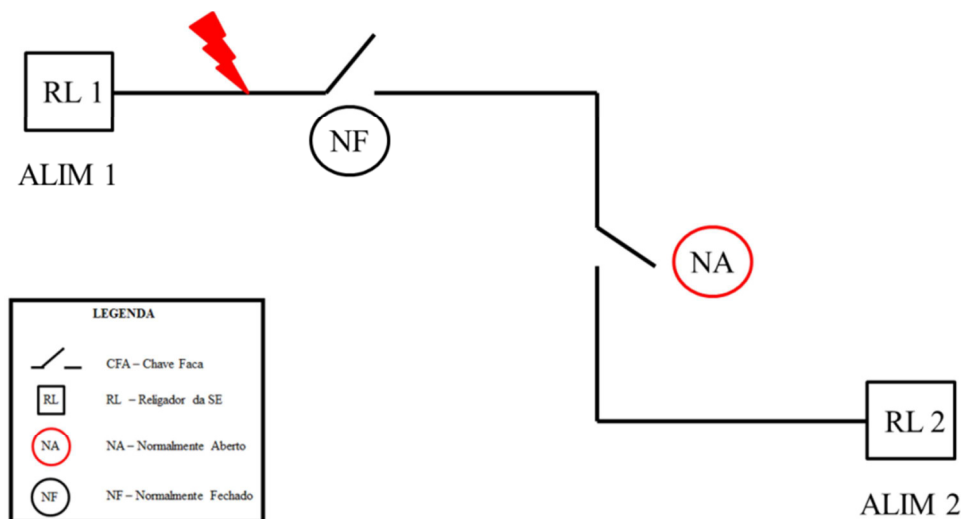 RL 1
ALIM 1
NF
NA
RL 2
ALIM 2
LEGENDA
CFA – Chave Faca
RL
RL – Religador da SE
NA
NA – Normalmente Aberto
NF
NF – Normalmente Fechado